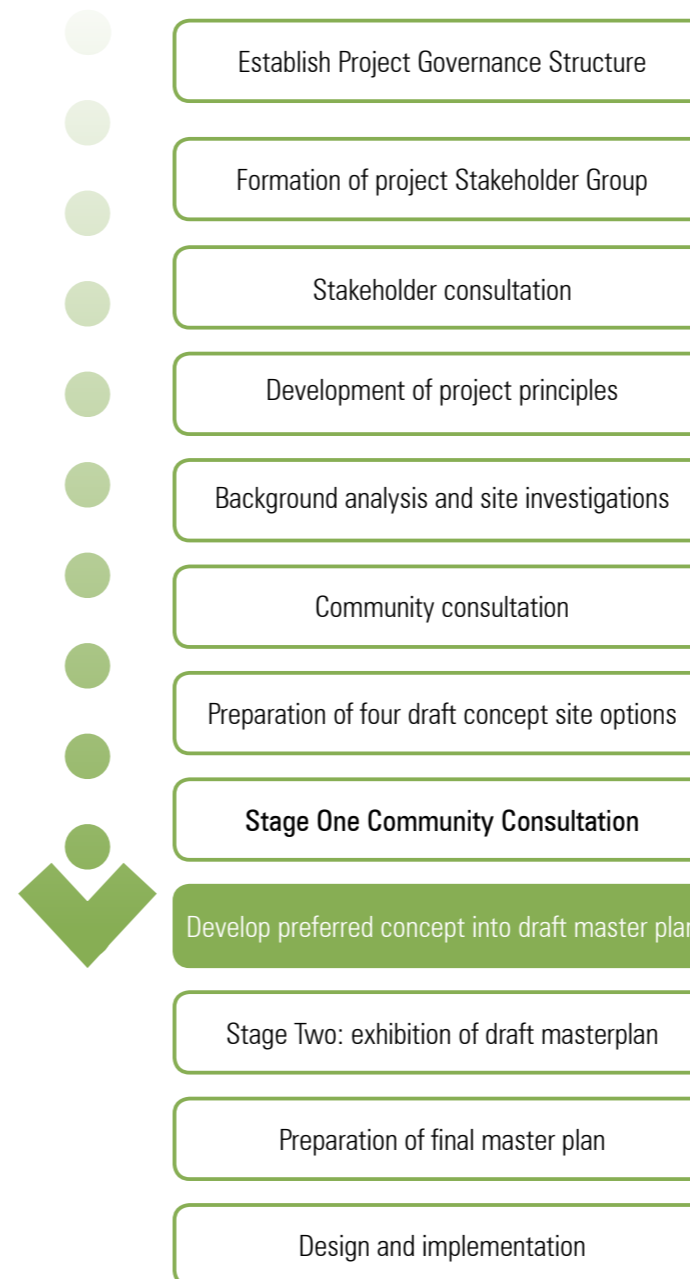 Establish Project Governance Structure
Formation of project Stakeholder Group
Stakeholder consultation
Development of project principles
Background analysis and site investigations
Community consultation
Preparation of four draft concept site options
Stage One Community Consultation
Develop preferred concept into draft master plan
Stage Two: exhibition of draft masterplan
Preparation of final master plan
Design and implementation